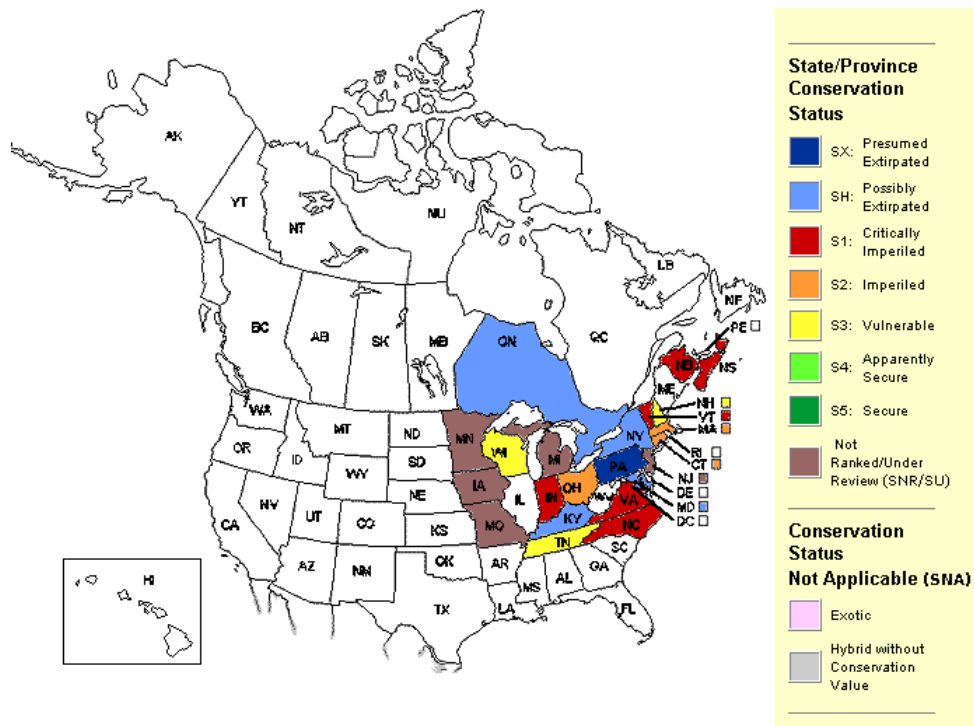 AK
YT
NT
NU
LB
NF
BC
AB
SK
MB
ON
QC
PE
NB
NS
ME
WA
MT
ND
MN
OR
ID
SD
WI
MI
NY
NH
VT
MA
RI
CT
NJ
DE
MD
DC
WY
NE
IA
PA
NV
UT
CO
KS
IL
IN
OH
WV
VA
CA
MO
KY
NC
AZ
NM
OK
AR
TN
SC
TX
LA
MS
AL
GA
FL
HI
State/Province
Conservation
Status
SX: Presumed
Extirpated
SH: Possibly
Extirpated
S1: Critically
Imperiled
S2: Imperiled
S3: Vulnerable
S4: Apparently
Secure
S5: Secure
Not
Ranked/Under
Review (SNR/SU)
Conservation
Status
Not Applicable (SNA)
Exotic
Hybrid without
Conservation
Value